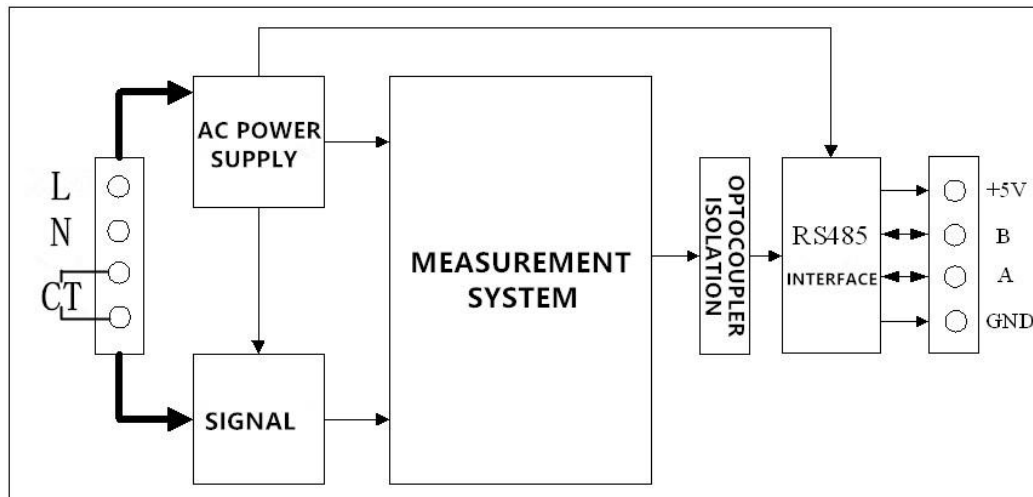 AC POWER
SUPPLY
L
N
CT
MEASUREMENT
SYSTEM
SIGNAL
OPTOCOUPLER
ISOLATION
RS485
INTERFACE
+5V
B
A
GND